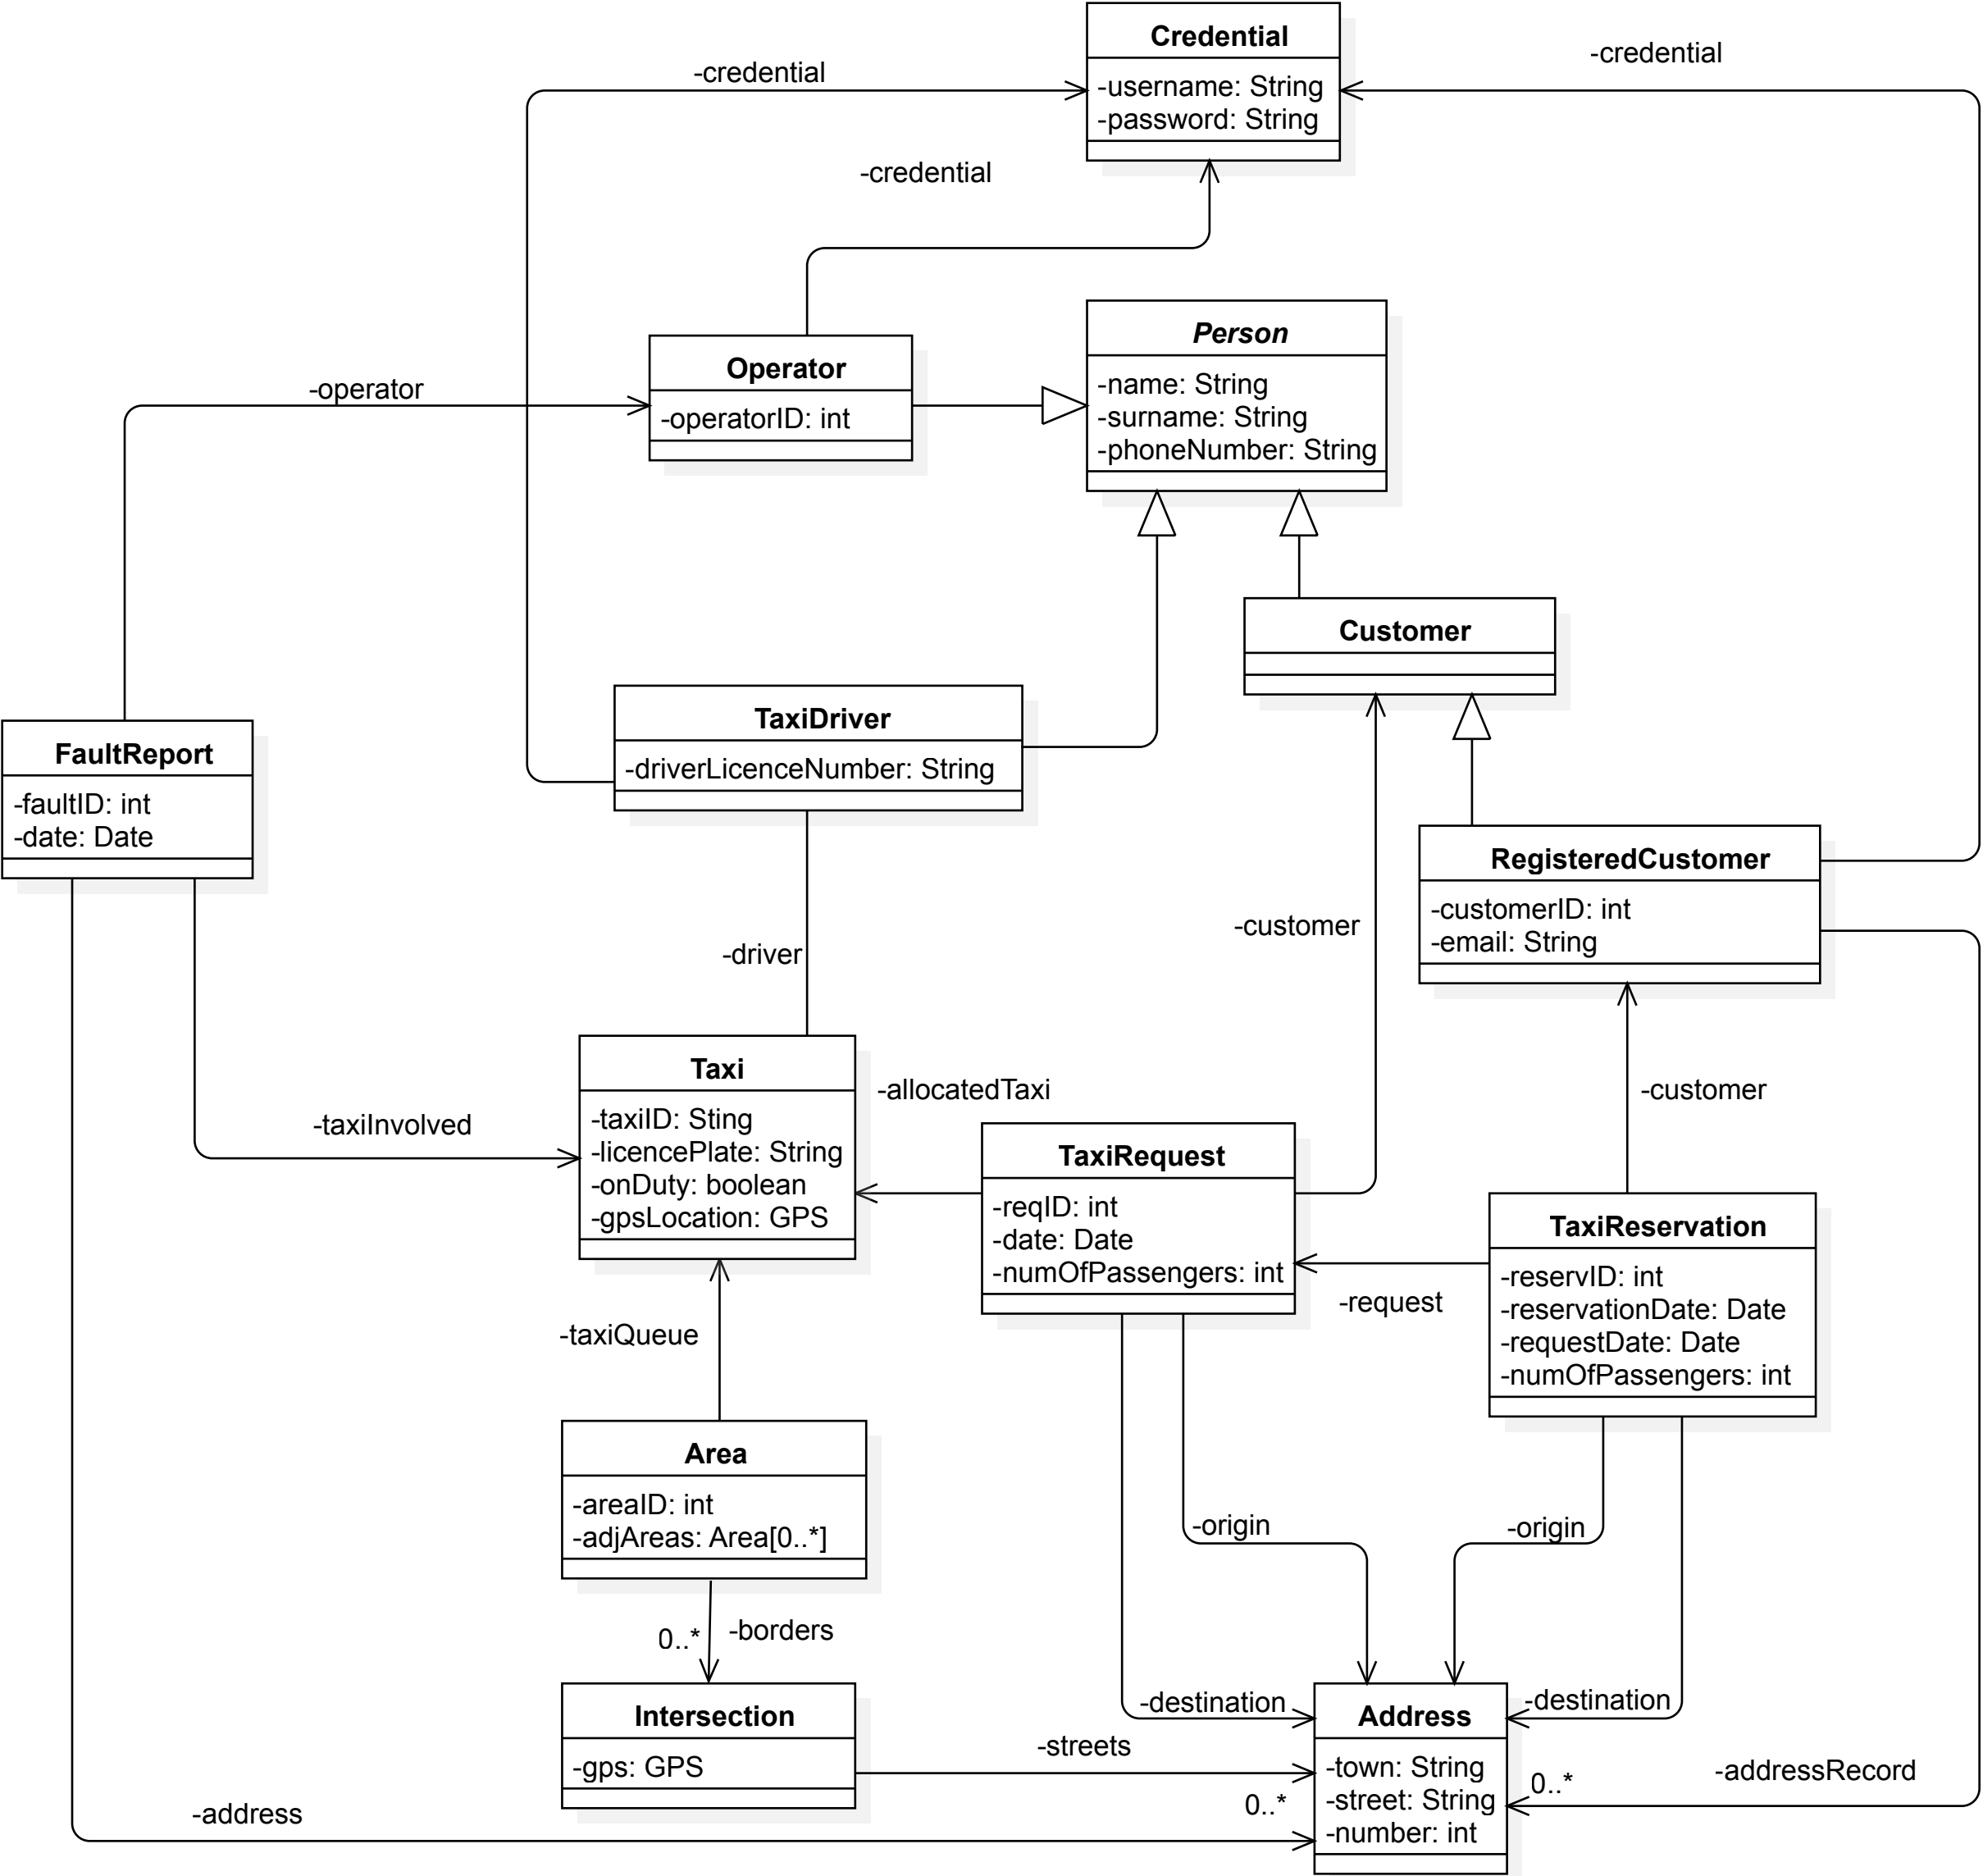 Credential
-username: String
-password: String
-credential
-credential
-credential
Person
-name: String
-surname: String
-phoneNumber: String
Operator
-operatorID: int
-operator
Customer
TaxiDriver
-driverLicenceNumber: String
FaultReport
-faultID: int
-date: Date
RegisteredCustomer
-customerID: int
-email: String
-customer
-driver
Taxi
-taxiID: Sting
-licencePlate: String
-onDuty: boolean
-gpsLocation: GPS
-allocatedTaxi
-customer
-taxiInvolved
TaxiRequest
-reqID: int
-date: Date
-numOfPassengers: int
TaxiReservation
-reservID: int
-reservationDate: Date
-requestDate: Date
-numOfPassengers: int
-request
-taxiQueue
Area
-areaID: int
-adjAreas: Area[0..*]
-origin
-origin
0..*
-borders
Intersection
-gps: GPS
-destination
-destination
Address
-town: String
-street: String
-number: int
-streets
0..*
0..*
-addressRecord
-address